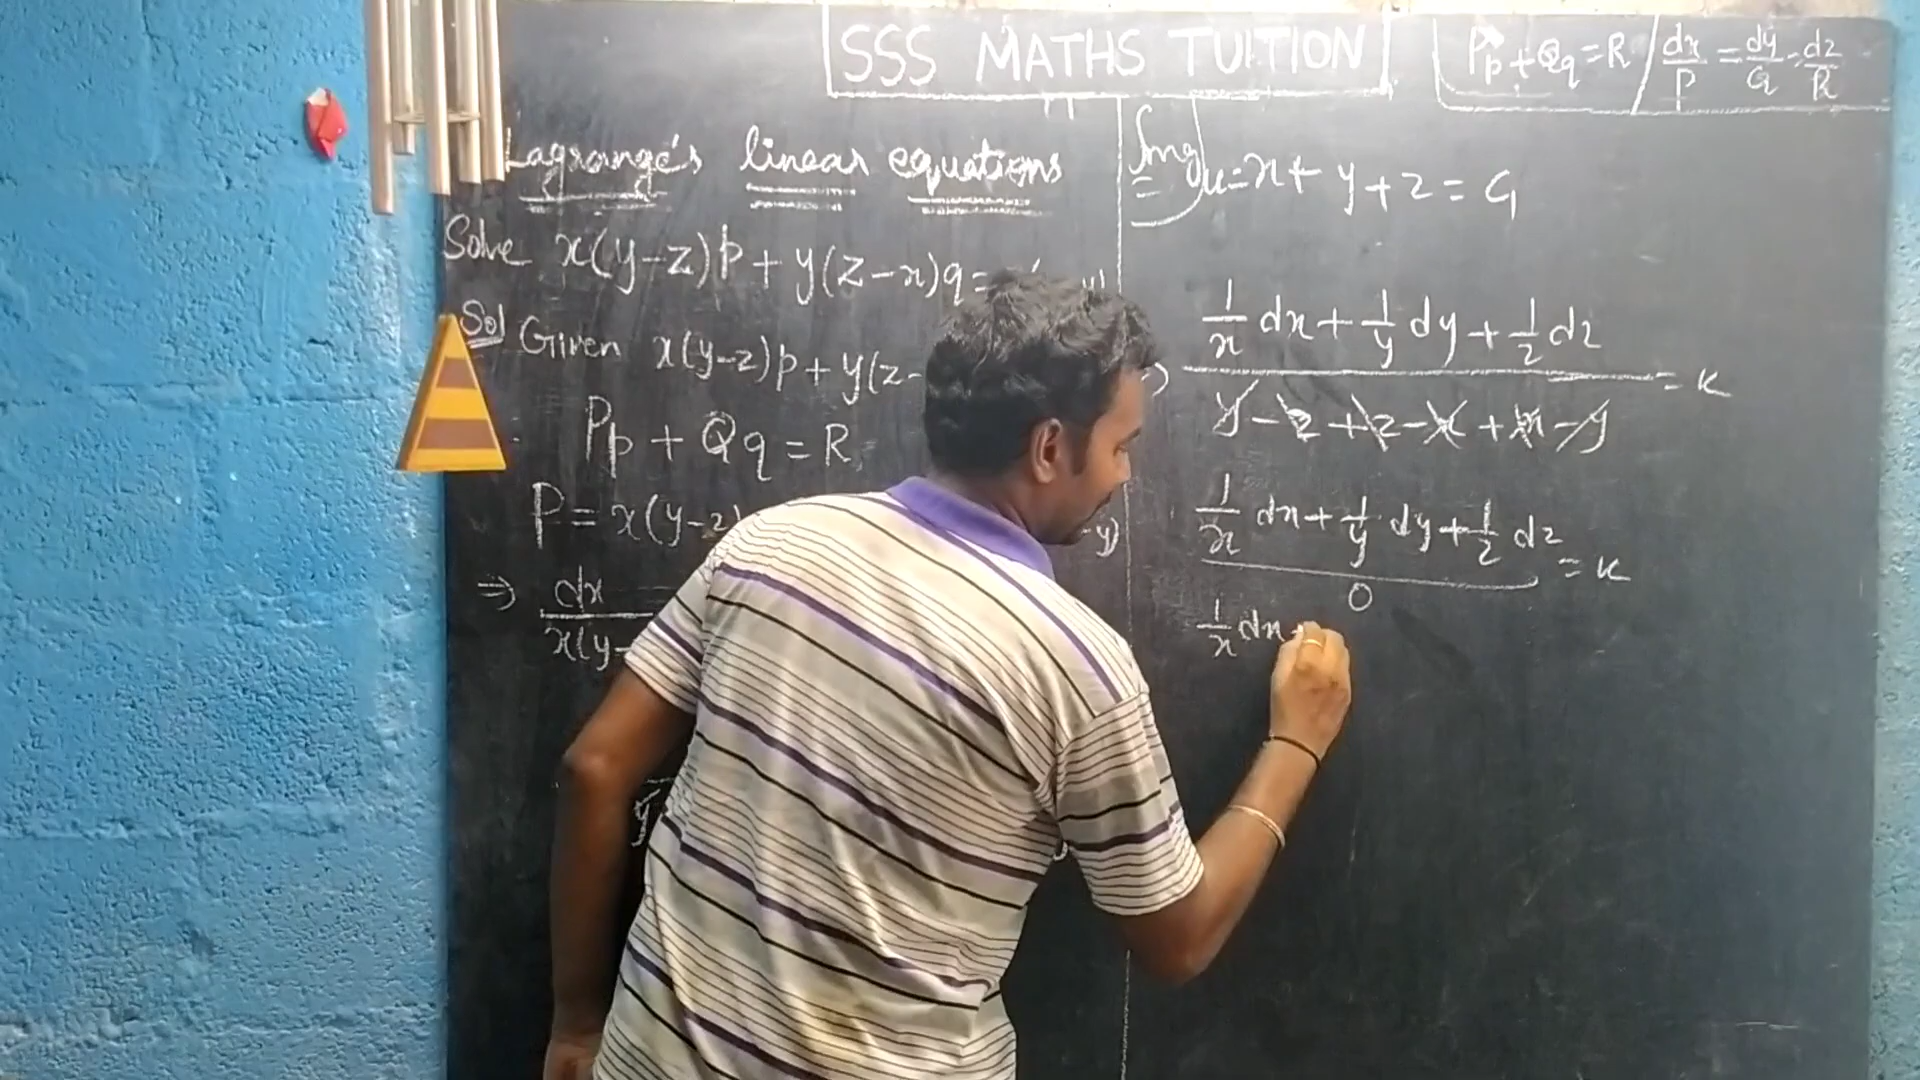 SSS MATHS TUITION
Pp + Qq = R / dx/P = dy/Q = dz/R
Lagrange's linear equations
Solve x(y-z)p + y(z-x)q =
Sol Given x(y-z)p + y(z-
Pp + Qq = R
P = x(y-z) -y)
⇒ dx/x(y-
u = x + y + z = C1
⇒ (1/x dx + 1/y dy + 1/z dz)/(y - z + z - x + x - y) = k
(1/x dx + 1/y dy + 1/z dz)/0 = k
1/x dx +